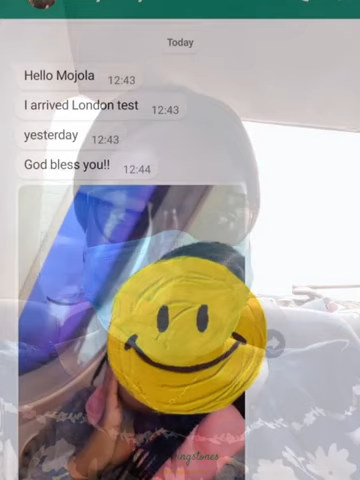 Today
Hello Mojola 12:43
I arrived London test 12:43
yesterday 12:43
God bless you!! 12:44